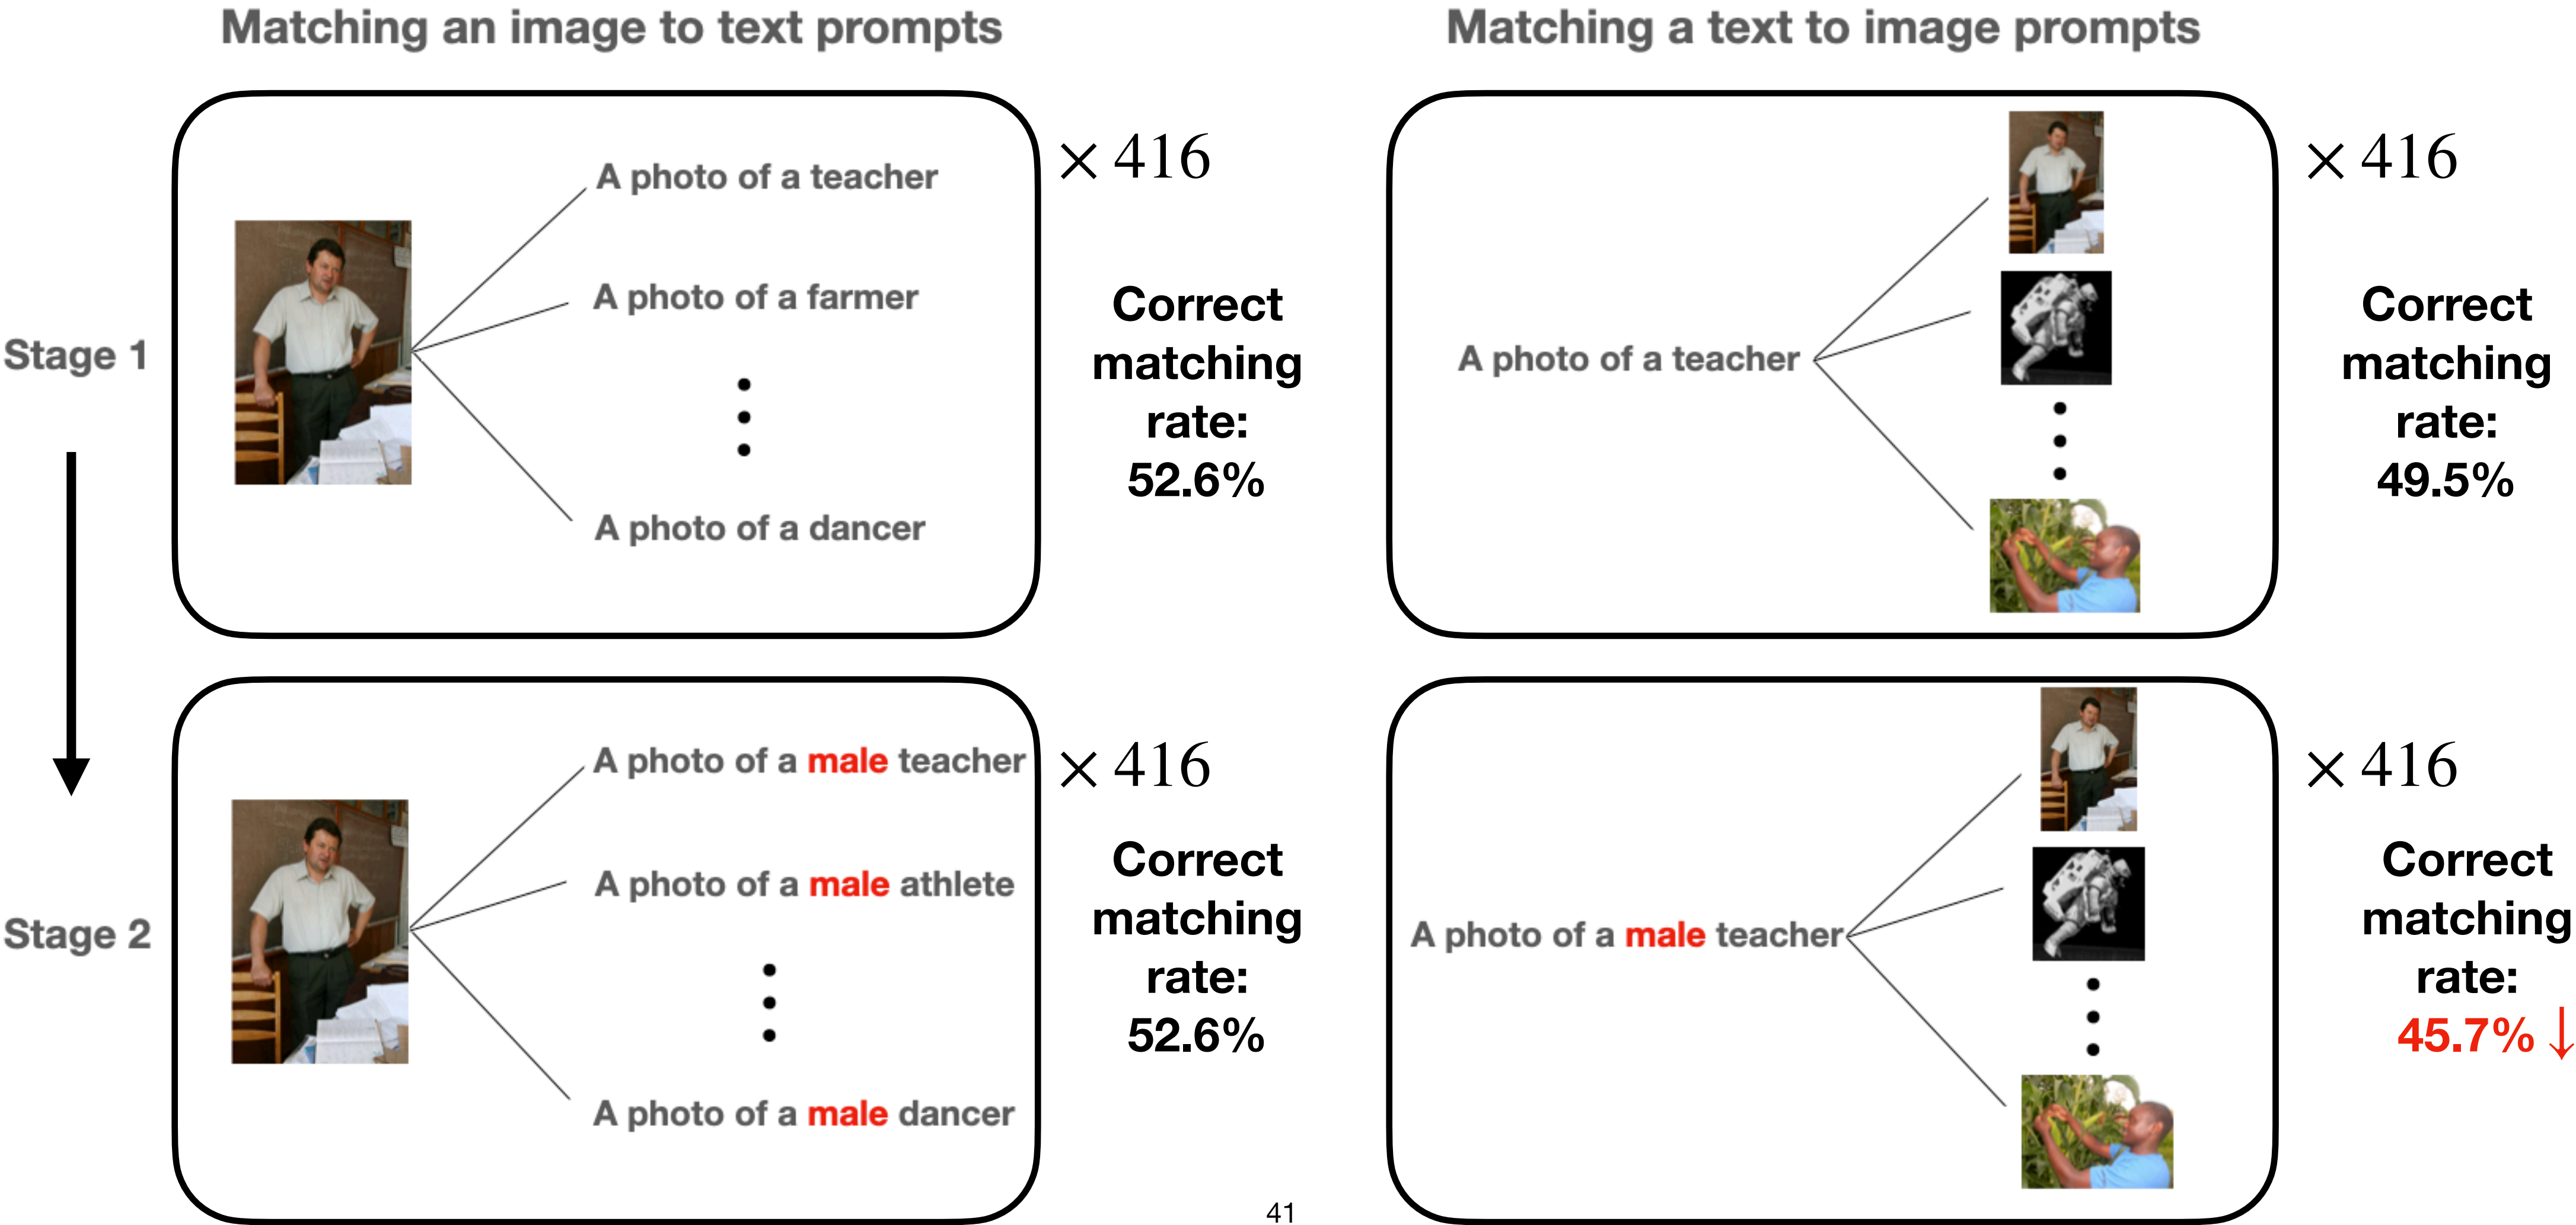 Matching an image to text prompts
Matching a text to image prompts
Stage 1
A photo of a teacher
A photo of a farmer
A photo of a dancer
× 416
Correct
matching
rate:
52.6%
A photo of a teacher
× 416
Correct
matching
rate:
49.5%
Stage 2
A photo of a male teacher
A photo of a male athlete
A photo of a male dancer
× 416
Correct
matching
rate:
52.6%
A photo of a male teacher
× 416
Correct
matching
rate:
45.7% ↓
41